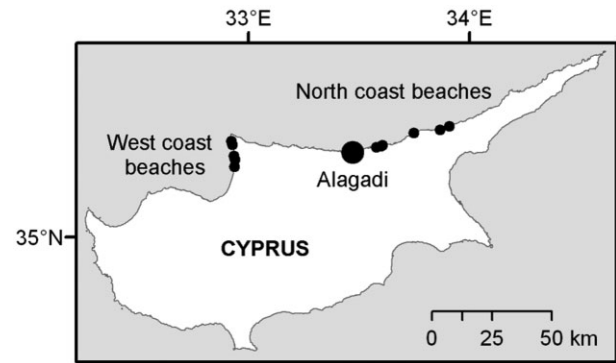 33°E
34°E
North coast beaches
West coast
beaches
Alagadi
35°N
CYPRUS
0 25 50 km